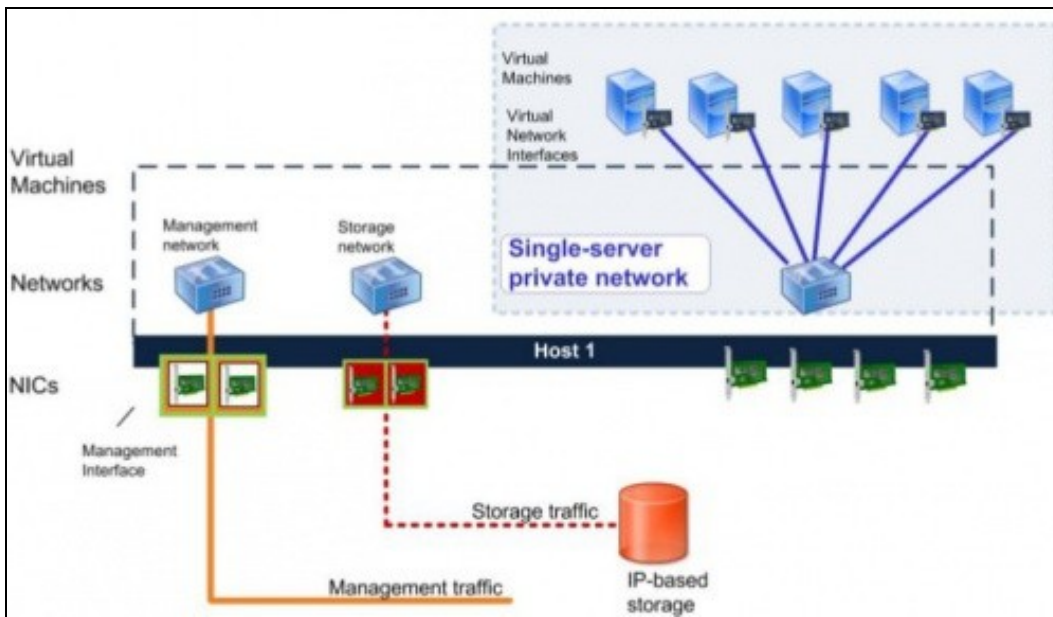 Virtual
Machines
Virtual
Network
Interfaces
Virtual
Machines
Management
network
Storage
network
Single-server
private network
Networks
Host 1
NICs
Management
Interface
Storage traffic
Management traffic
IP-based
storage